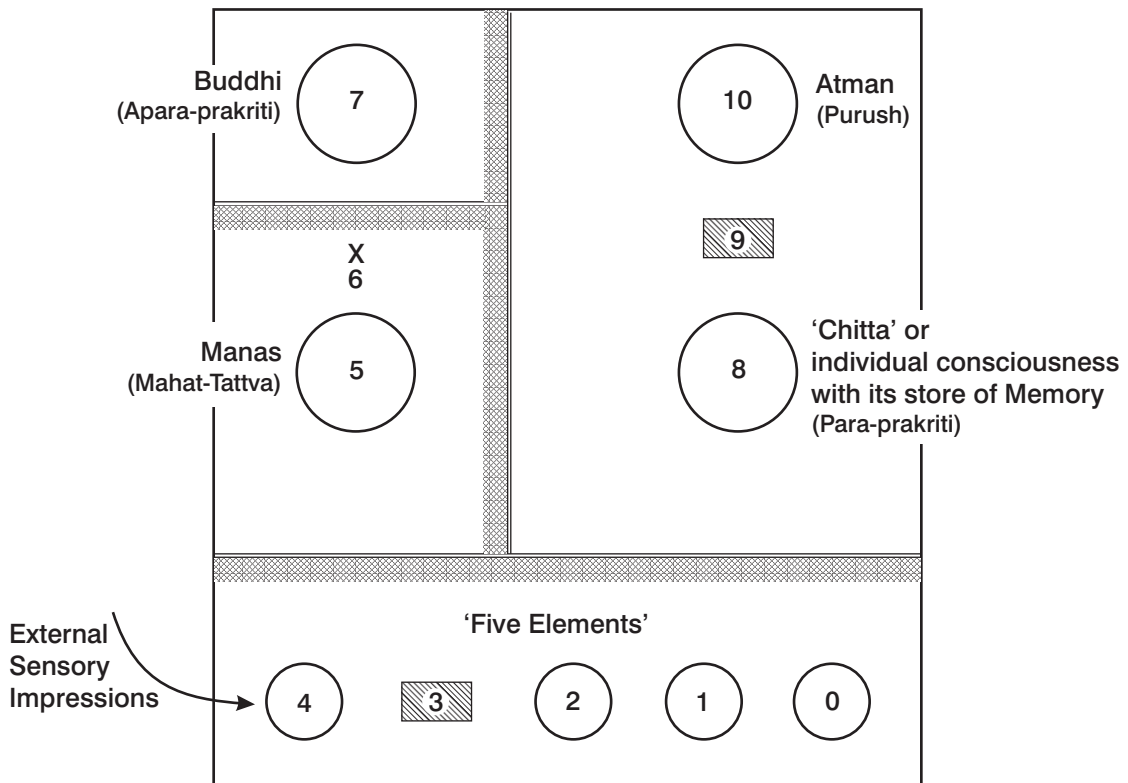 Buddhi
(Apara-prakriti)
7
10
Atman
(Purush)
9
X
6
Manas
(Mahat-Tattva)
5
8
‘Chitta’ or
individual consciousness
with its store of Memory
(Para-prakriti)
‘Five Elements’
External
Sensory
Impressions
4
3
2
1
0